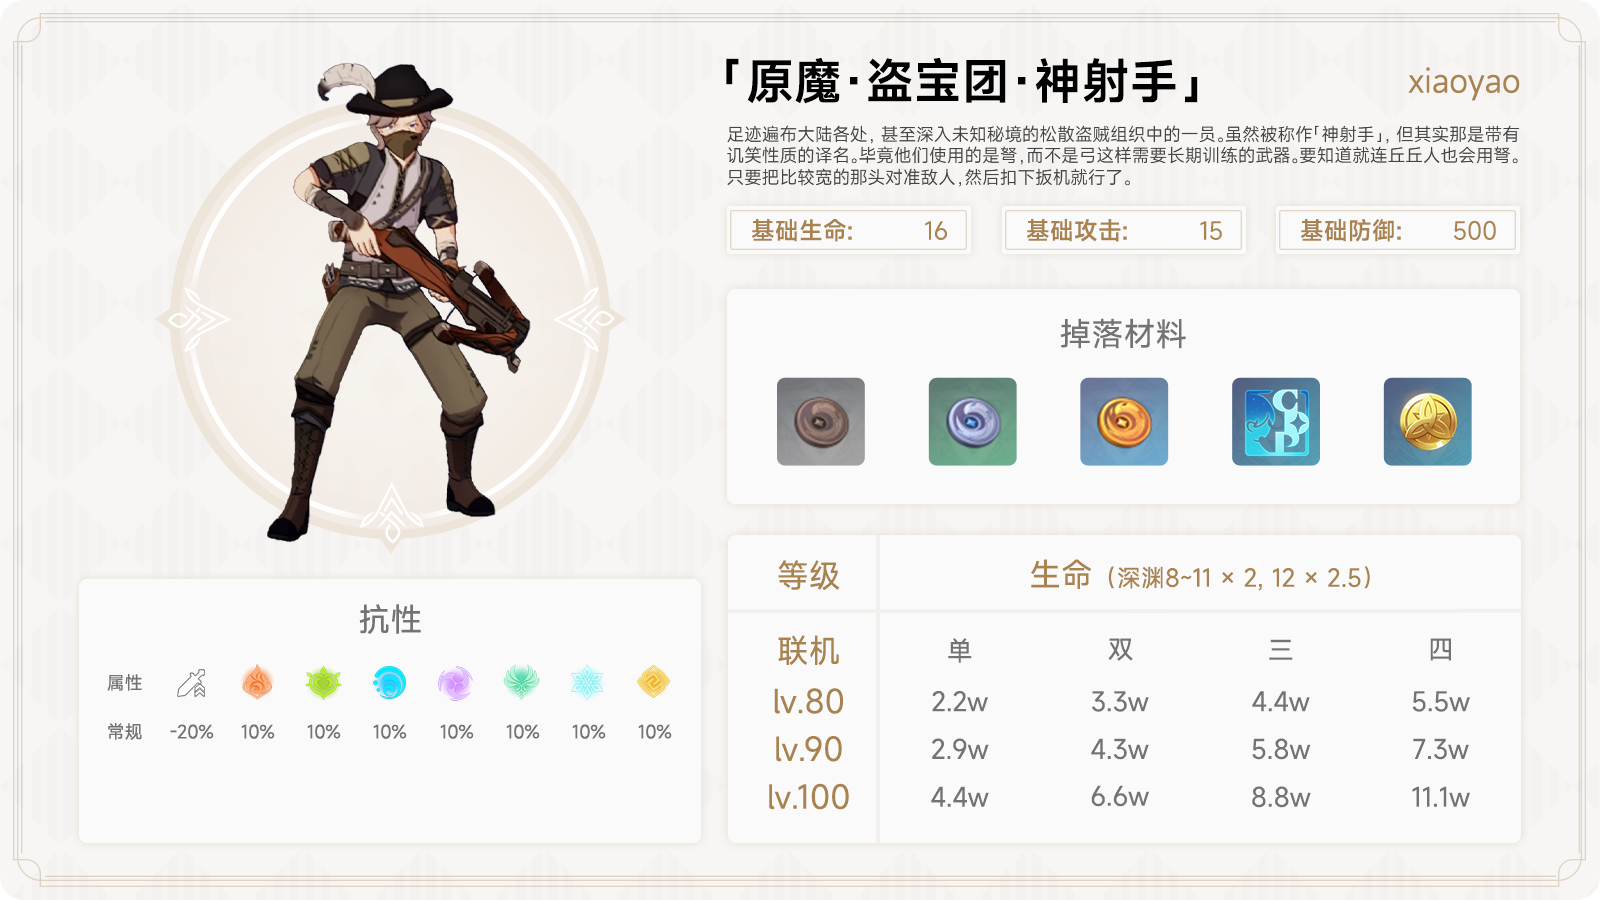 「原魔·盗宝团·神射手」
xiaoyao
足迹遍布大陆各处, 甚至深入未知秘境的松散盗贼组织中的一员。虽然被称作「神射手」, 但其实那是带有
讥笑性质的译名。毕竟他们使用的是弩,而不是弓这样需要长期训练的武器。要知道就连丘丘人也会用弩。
只要把比较宽的那头对准敌人,然后扣下扳机就行了。
基础生命: 16
基础攻击: 15
基础防御: 500
掉落材料
抗性
属性
常规 -20% 10% 10% 10% 10% 10% 10% 10%
等级 生命 (深渊8~11 × 2, 12 × 2.5)
联机 单 双 三 四
lv.80 2.2w 3.3w 4.4w 5.5w
lv.90 2.9w 4.3w 5.8w 7.3w
lv.100 4.4w 6.6w 8.8w 11.1w